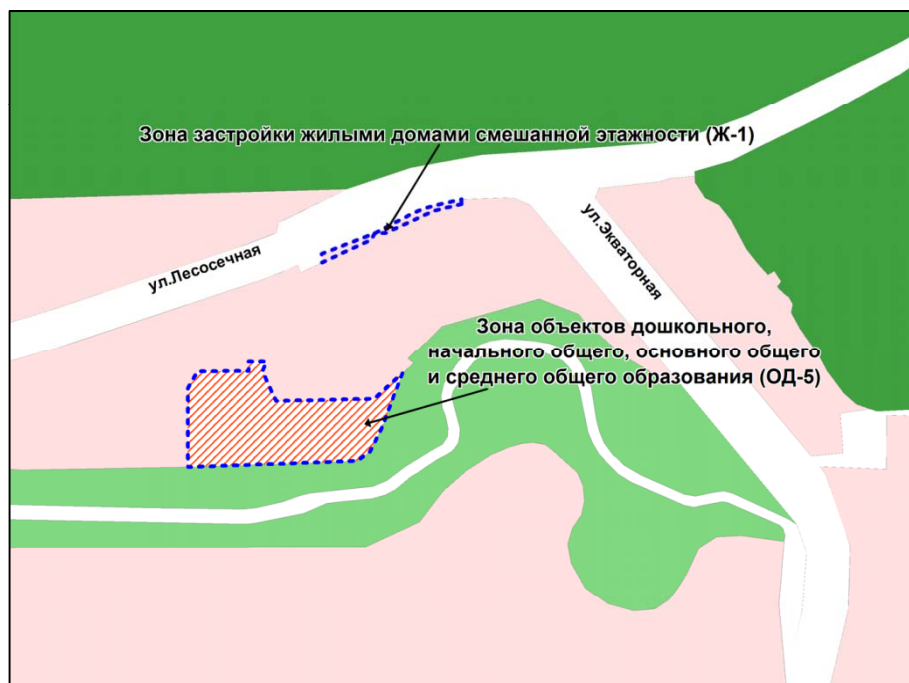 Зона застройки жилыми домами смешанной этажности (Ж-1)
ул.Лесосечная
ул.Экваторная
Зона объектов дошкольного,
начального общего, основного общего
и среднего общего образования (ОД-5)